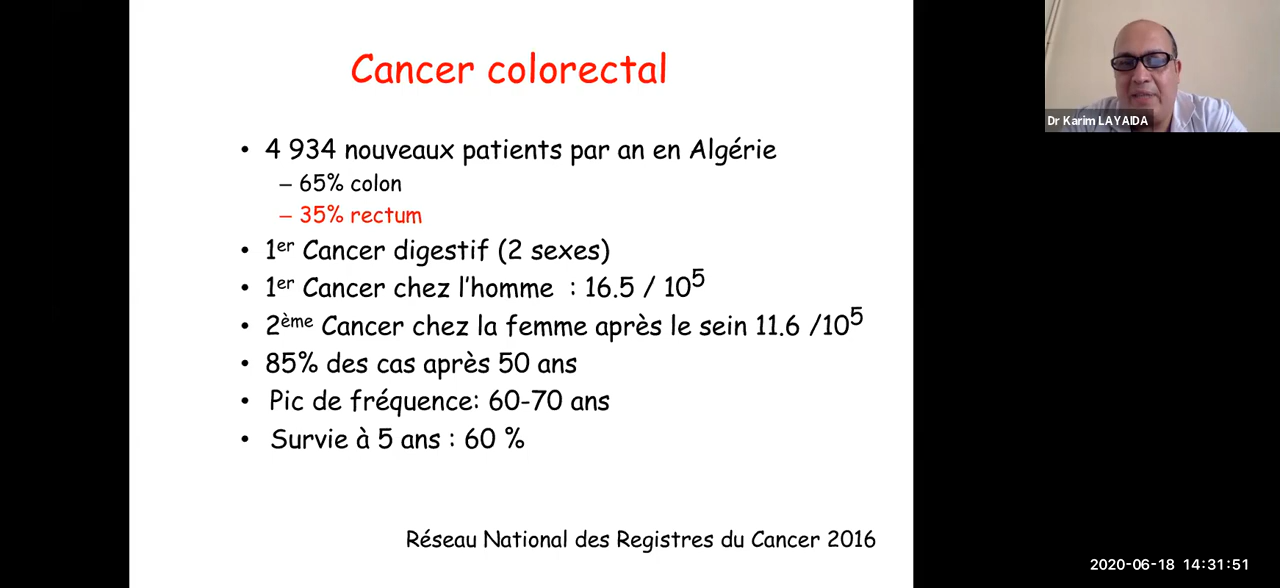 Cancer colorectal
Dr Karim LAYAIDA
• 4 934 nouveaux patients par an en Algérie
– 65% colon
– 35% rectum
• 1er Cancer digestif (2 sexes)
• 1er Cancer chez l'homme : 16.5 / 10⁵
• 2ème Cancer chez la femme après le sein 11.6 /10⁵
• 85% des cas après 50 ans
• Pic de fréquence: 60-70 ans
• Survie à 5 ans : 60 %
Réseau National des Registres du Cancer 2016
2020-06-18 14:31:51